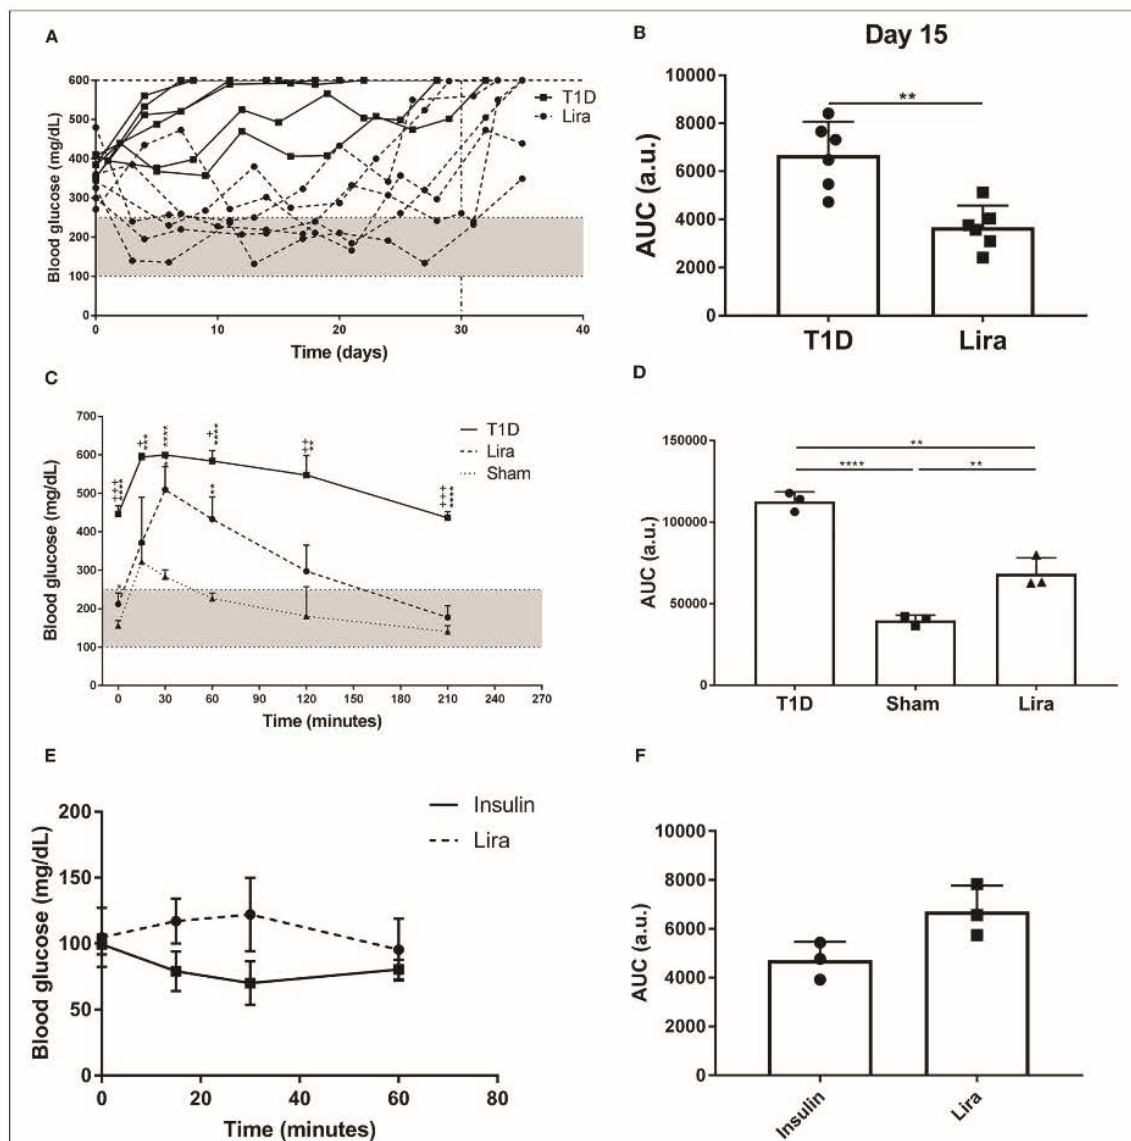 A
600
500
400
300
200
100
0
Blood glucose (mg/dL)
0 10 20 30 40
Time (days)
T1D
Lira
B
Day 15
10000
8000
6000
4000
2000
0
AUC (a.u.)
**
T1D Lira
C
700
600
500
400
300
200
100
0
Blood glucose (mg/dL)
0 30 60 90 120 150 180 210 240 270
Time (minutes)
T1D
Lira
Sham
D
150000
100000
50000
0
AUC (a.u.)
**
**** **
T1D Sham Lira
E
200
150
100
50
0
Blood glucose (mg/dL)
0 20 40 60 80
Time (minutes)
Insulin
Lira
F
10000
8000
6000
4000
2000
0
AUC (a.u.)
Insulin Lira